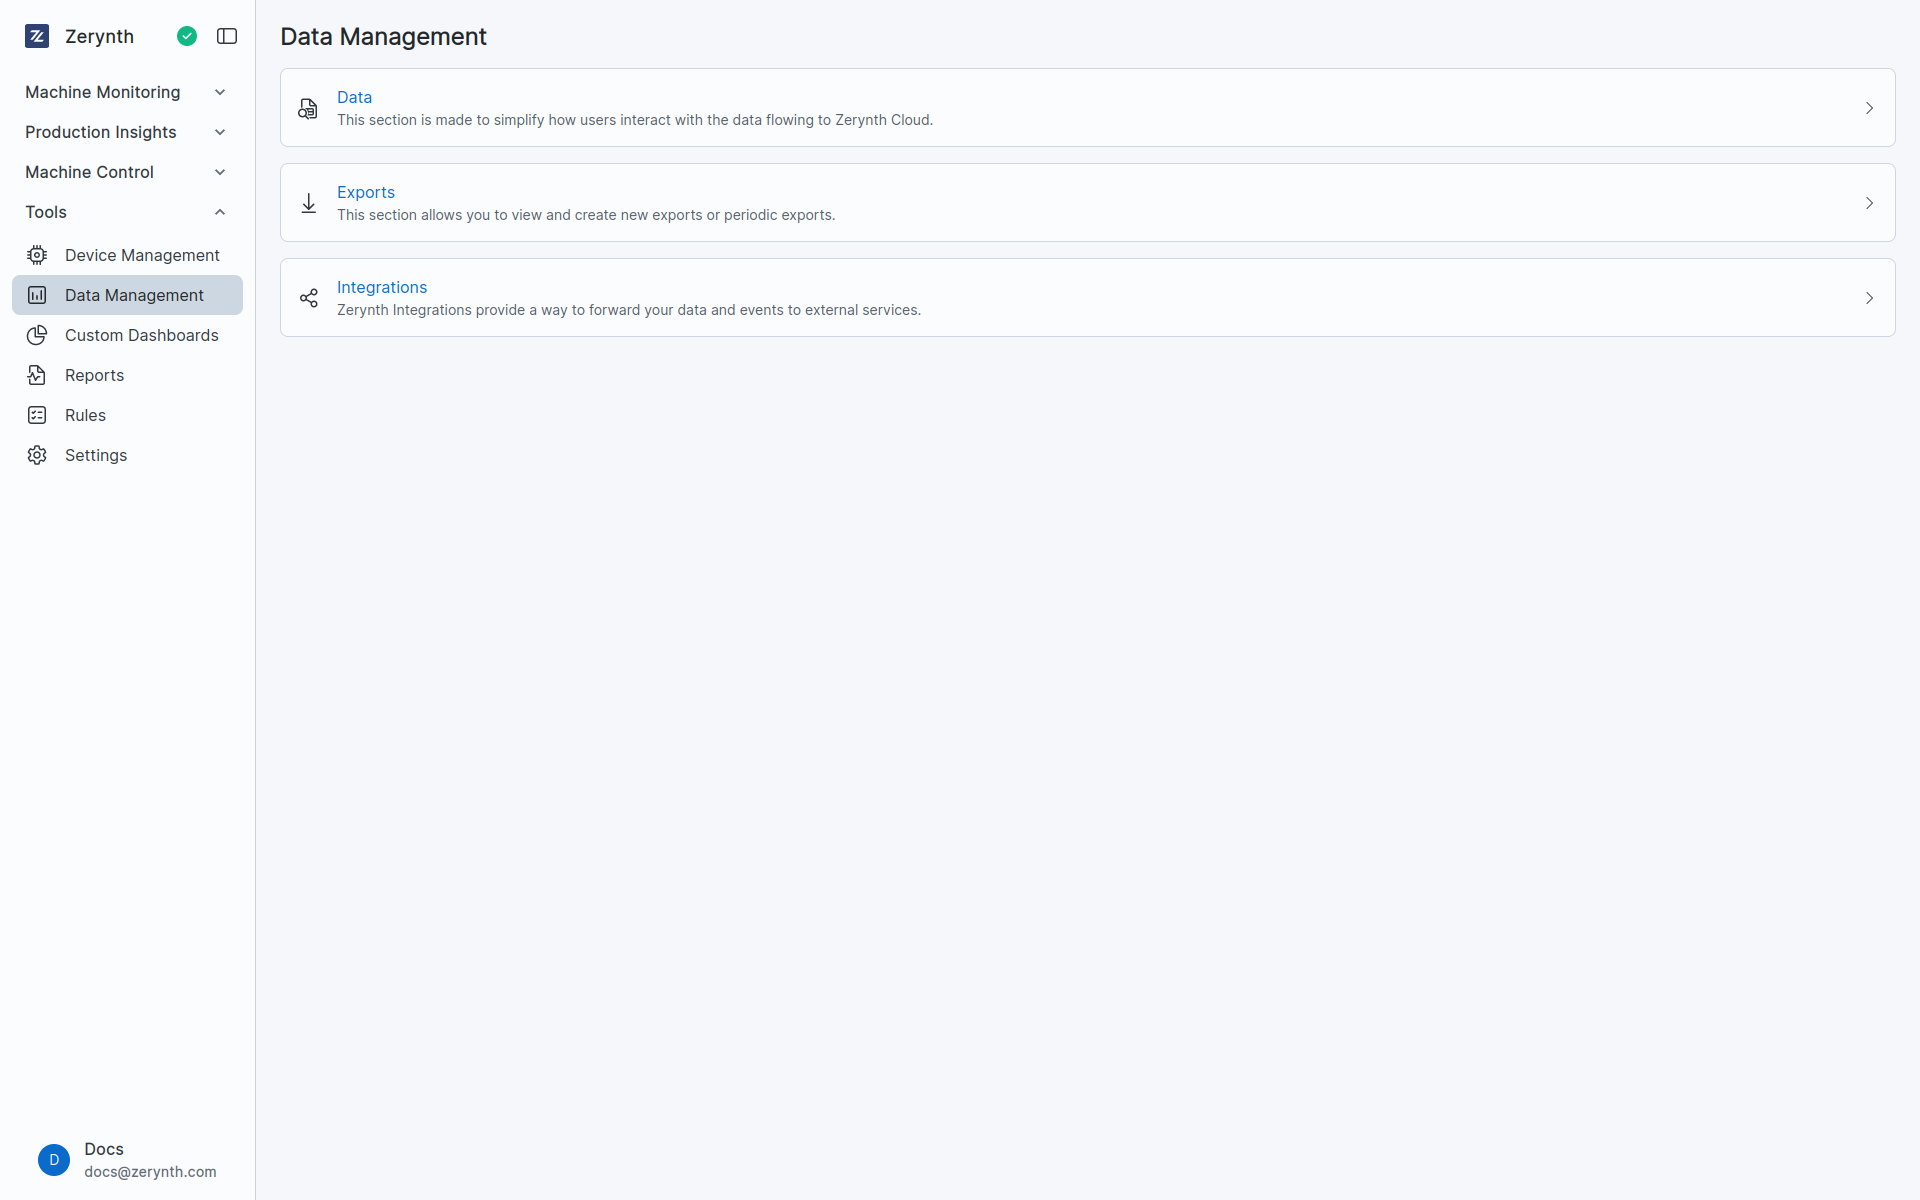 Zerynth
Machine Monitoring
Production Insights
Machine Control
Tools
Device Management
Data Management
Custom Dashboards
Reports
Rules
Settings
D
Docs
docs@zerynth.com
Data Management
Data
This section is made to simplify how users interact with the data flowing to Zerynth Cloud.
Exports
This section allows you to view and create new exports or periodic exports.
Integrations
Zerynth Integrations provide a way to forward your data and events to external services.